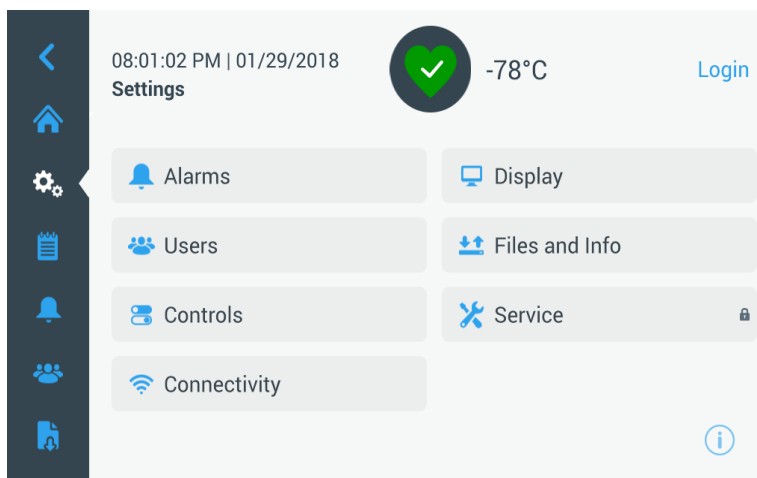 08:01:02 PM | 01/29/2018
Settings
-78°C
Login
Alarms
Display
Users
Files and Info
Controls
Service
Connectivity
i